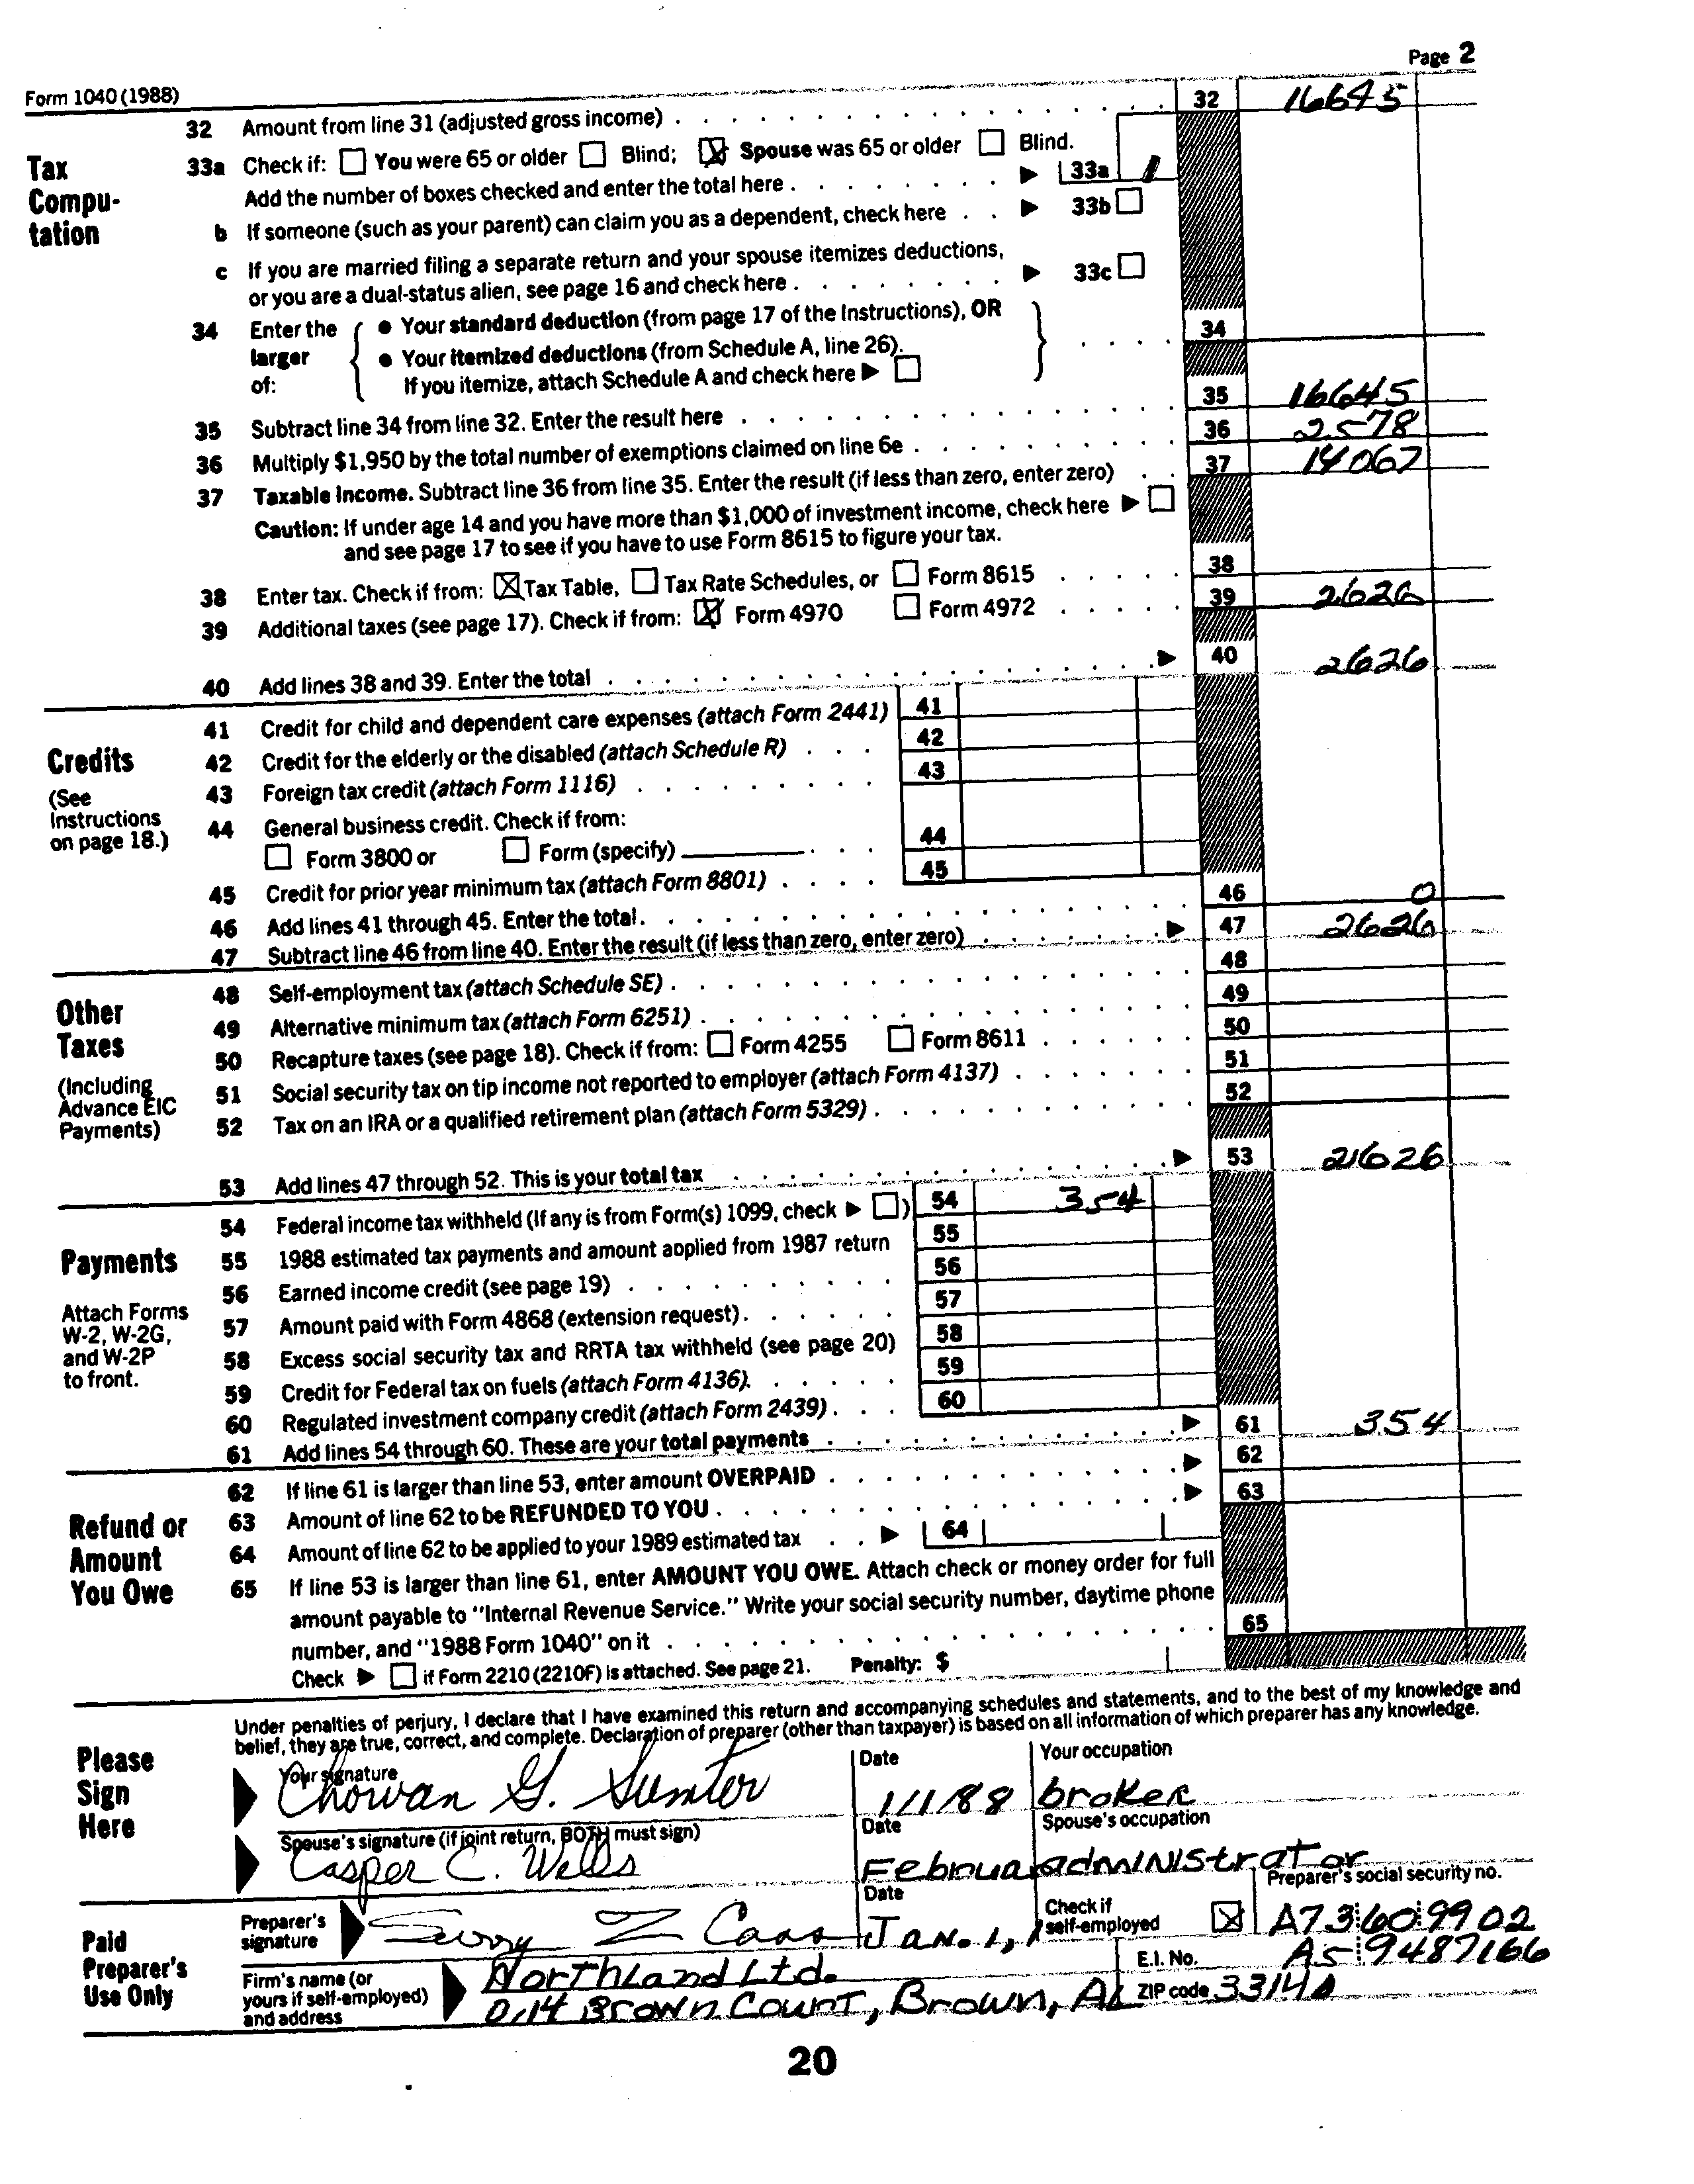 Page 2
Form 1040 (1988)
32 Amount from line 31 (adjusted gross income) 32 16645
Tax Compu-tation
33a Check if: You were 65 or older Blind; Spouse was 65 or older Blind.
Add the number of boxes checked and enter the total here 33a 1
b If someone (such as your parent) can claim you as a dependent, check here 33b
c If you are married filing a separate return and your spouse itemizes deductions,
or you are a dual-status alien, see page 16 and check here 33c
34 Enter the larger of: • Your standard deduction (from page 17 of the Instructions), OR 34
• Your itemized deductions (from Schedule A, line 26).
If you itemize, attach Schedule A and check here
35 Subtract line 34 from line 32. Enter the result here 35 16645
36 Multiply $1,950 by the total number of exemptions claimed on line 6e 36 2578
37 Taxable income. Subtract line 36 from line 35. Enter the result (if less than zero, enter zero) 37 14067
Caution: If under age 14 and you have more than $1,000 of investment income, check here
and see page 17 to see if you have to use Form 8615 to figure your tax.
38 Enter tax. Check if from: Tax Table, Tax Rate Schedules, or Form 8615 38
39 Additional taxes (see page 17). Check if from: Form 4970 Form 4972 39 2626
40 Add lines 38 and 39. Enter the total 40 2626
Credits
(See Instructions on page 18.)
41 Credit for child and dependent care expenses (attach Form 2441) 41
42 Credit for the elderly or the disabled (attach Schedule R) 42
43 Foreign tax credit (attach Form 1116) 43
44 General business credit. Check if from:
Form 3800 or Form (specify) 44
45 Credit for prior year minimum tax (attach Form 8801) 45
46 Add lines 41 through 45. Enter the total 46 0
47 Subtract line 46 from line 40. Enter the result (if less than zero, enter zero) 47 2626
Other Taxes
(Including Advance EIC Payments)
48 Self-employment tax (attach Schedule SE) 48
49 Alternative minimum tax (attach Form 6251) 49
50 Recapture taxes (see page 18). Check if from: Form 4255 Form 8611 50
51 Social security tax on tip income not reported to employer (attach Form 4137) 51
52 Tax on an IRA or a qualified retirement plan (attach Form 5329) 52
53 Add lines 47 through 52. This is your total tax 53 2626
Payments
Attach Forms W-2, W-2G, and W-2P to front.
54 Federal income tax withheld (If any is from Form(s) 1099, check ) 54 354
55 1988 estimated tax payments and amount applied from 1987 return 55
56 Earned income credit (see page 19) 56
57 Amount paid with Form 4868 (extension request) 57
58 Excess social security tax and RRTA tax withheld (see page 20) 58
59 Credit for Federal tax on fuels (attach Form 4136) 59
60 Regulated investment company credit (attach Form 2439) 60
61 Add lines 54 through 60. These are your total payments 61 354
Refund or Amount You Owe
62 If line 61 is larger than line 53, enter amount OVERPAID 62
63 Amount of line 62 to be REFUNDED TO YOU 63
64 Amount of line 62 to be applied to your 1989 estimated tax 64
65 If line 53 is larger than line 61, enter AMOUNT YOU OWE. Attach check or money order for full
amount payable to "Internal Revenue Service." Write your social security number, daytime phone
number, and "1988 Form 1040" on it 65
Check if Form 2210 (2210F) is attached. See page 21. Penalty: $
Please Sign Here
Under penalties of perjury, I declare that I have examined this return and accompanying schedules and statements, and to the best of my knowledge and
belief, they are true, correct, and complete. Declaration of preparer (other than taxpayer) is based on all information of which preparer has any knowledge.
Your signature Date Your occupation
Chowan G. Sumter 1/1/88 broker
Spouse's signature (if joint return, BOTH must sign) Date Spouse's occupation
Casper C. Wells Februa administrator
Paid Preparer's Use Only
Preparer's signature Date Check if self-employed Preparer's social security no.
Z Cass Jan. 1, 1 A73 60 9902
Firm's name (or yours if self-employed) and address
Northland Ltd. E.I. No. A5 9487166
0,14 Brown Count, Brown, AL ZIP code 3314
20